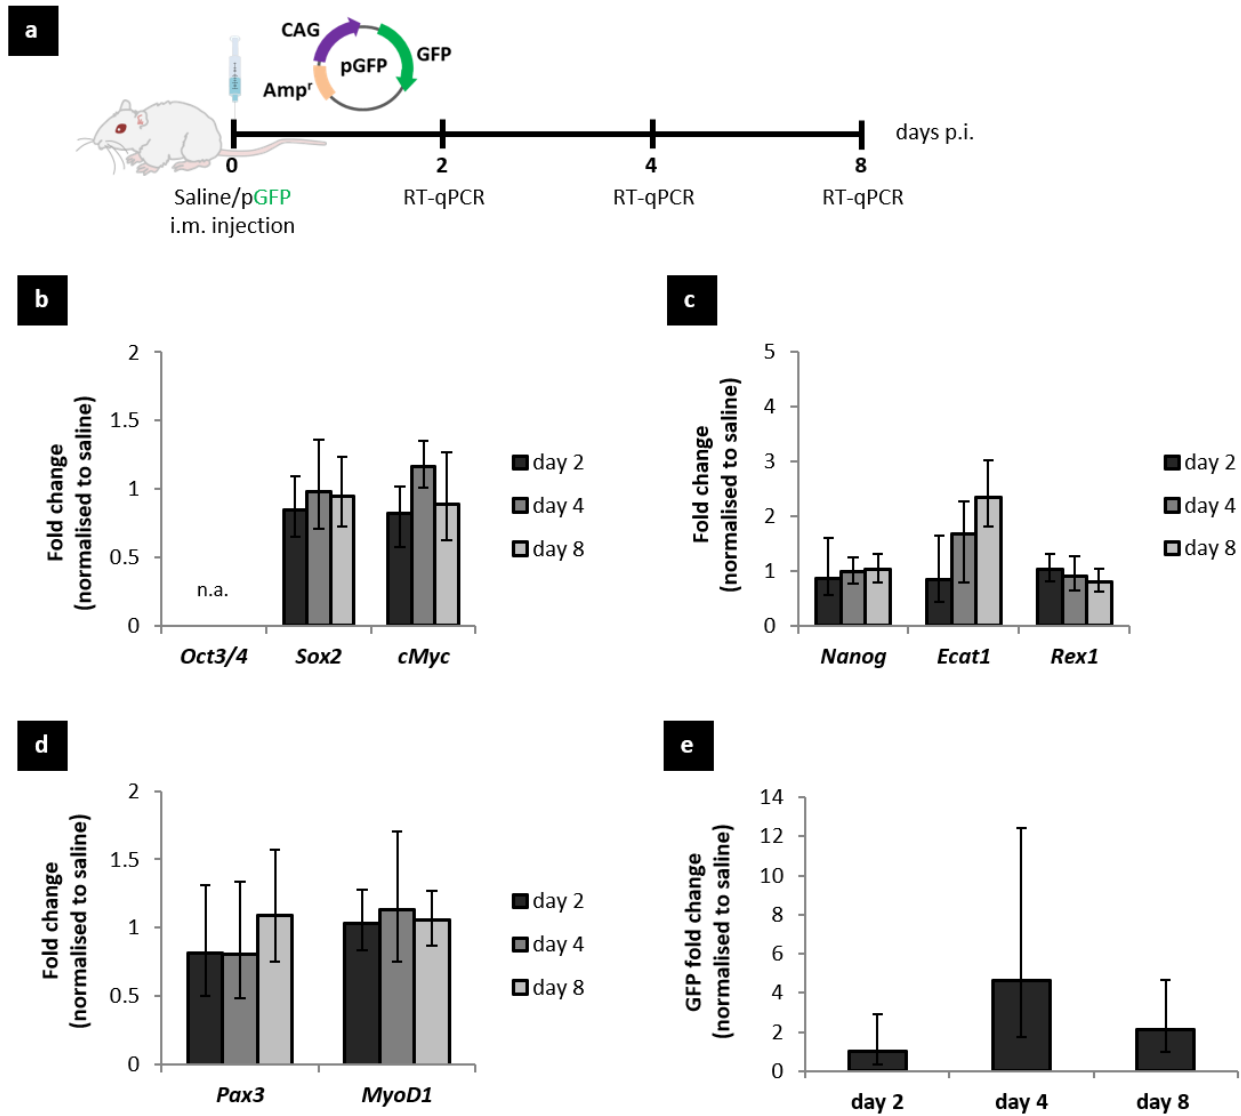 a
CAG
GFP
pGFP
Ampʳ
days p.i.
0 2 4 8
Saline/pGFP RT-qPCR RT-qPCR RT-qPCR
i.m. injection
b
Fold change
(normalised to saline)
2
1.5
1
0.5
0
n.a.
Oct3/4 Sox2 cMyc
day 2
day 4
day 8
c
Fold change
(normalised to saline)
5
4
3
2
1
0
Nanog Ecat1 Rex1
day 2
day 4
day 8
d
Fold change
(normalised to saline)
2
1.5
1
0.5
0
Pax3 MyoD1
day 2
day 4
day 8
e
GFP fold change
(normalised to saline)
14
12
10
8
6
4
2
0
day 2 day 4 day 8